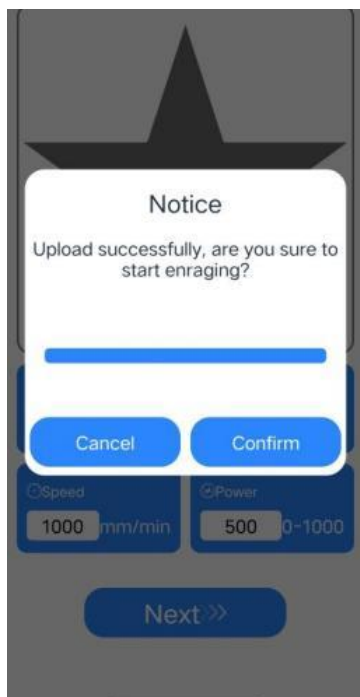 Notice
Upload successfully, are you sure to
start enraging?
Cancel Confirm
Speed Power
1000 mm/min 500 0-1000
Next